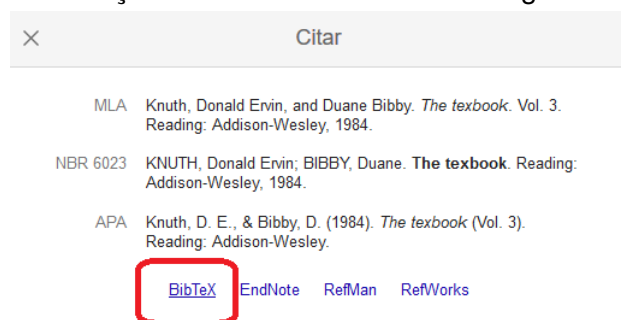 Citar
MLA Knuth, Donald Ervin, and Duane Bibby. The texbook. Vol. 3.
Reading: Addison-Wesley, 1984.
NBR 6023 KNUTH, Donald Ervin; BIBBY, Duane. The texbook. Reading:
Addison-Wesley, 1984.
APA Knuth, D. E., & Bibby, D. (1984). The texbook (Vol. 3).
Reading: Addison-Wesley.
BibTeX EndNote RefMan RefWorks